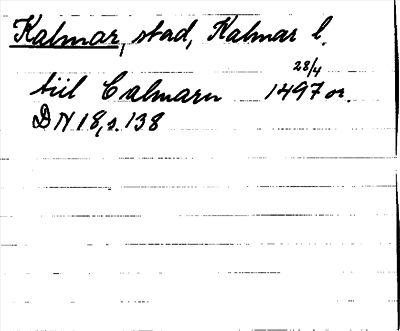 Kalmar, stad, Kalmar l.
tiil Calmarn 28/4 1497 or.
DN 18, s. 138